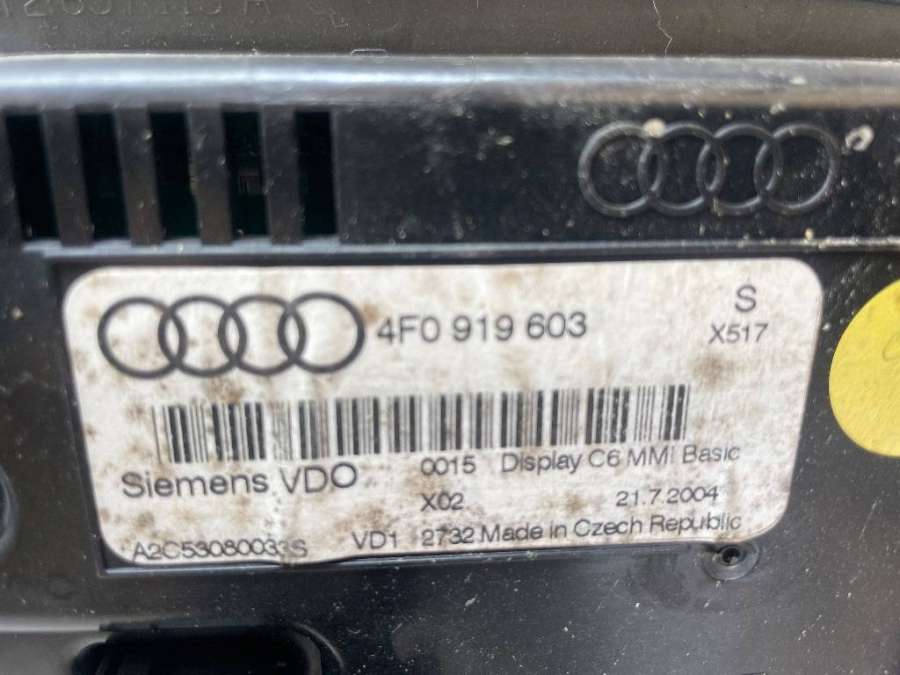 4F0 919 603
S
X517
Siemens VDO
0015 Display C6 MMI Basic
X02 21.7.2004
A2C53080033S VD1 2732 Made in Czech Republic